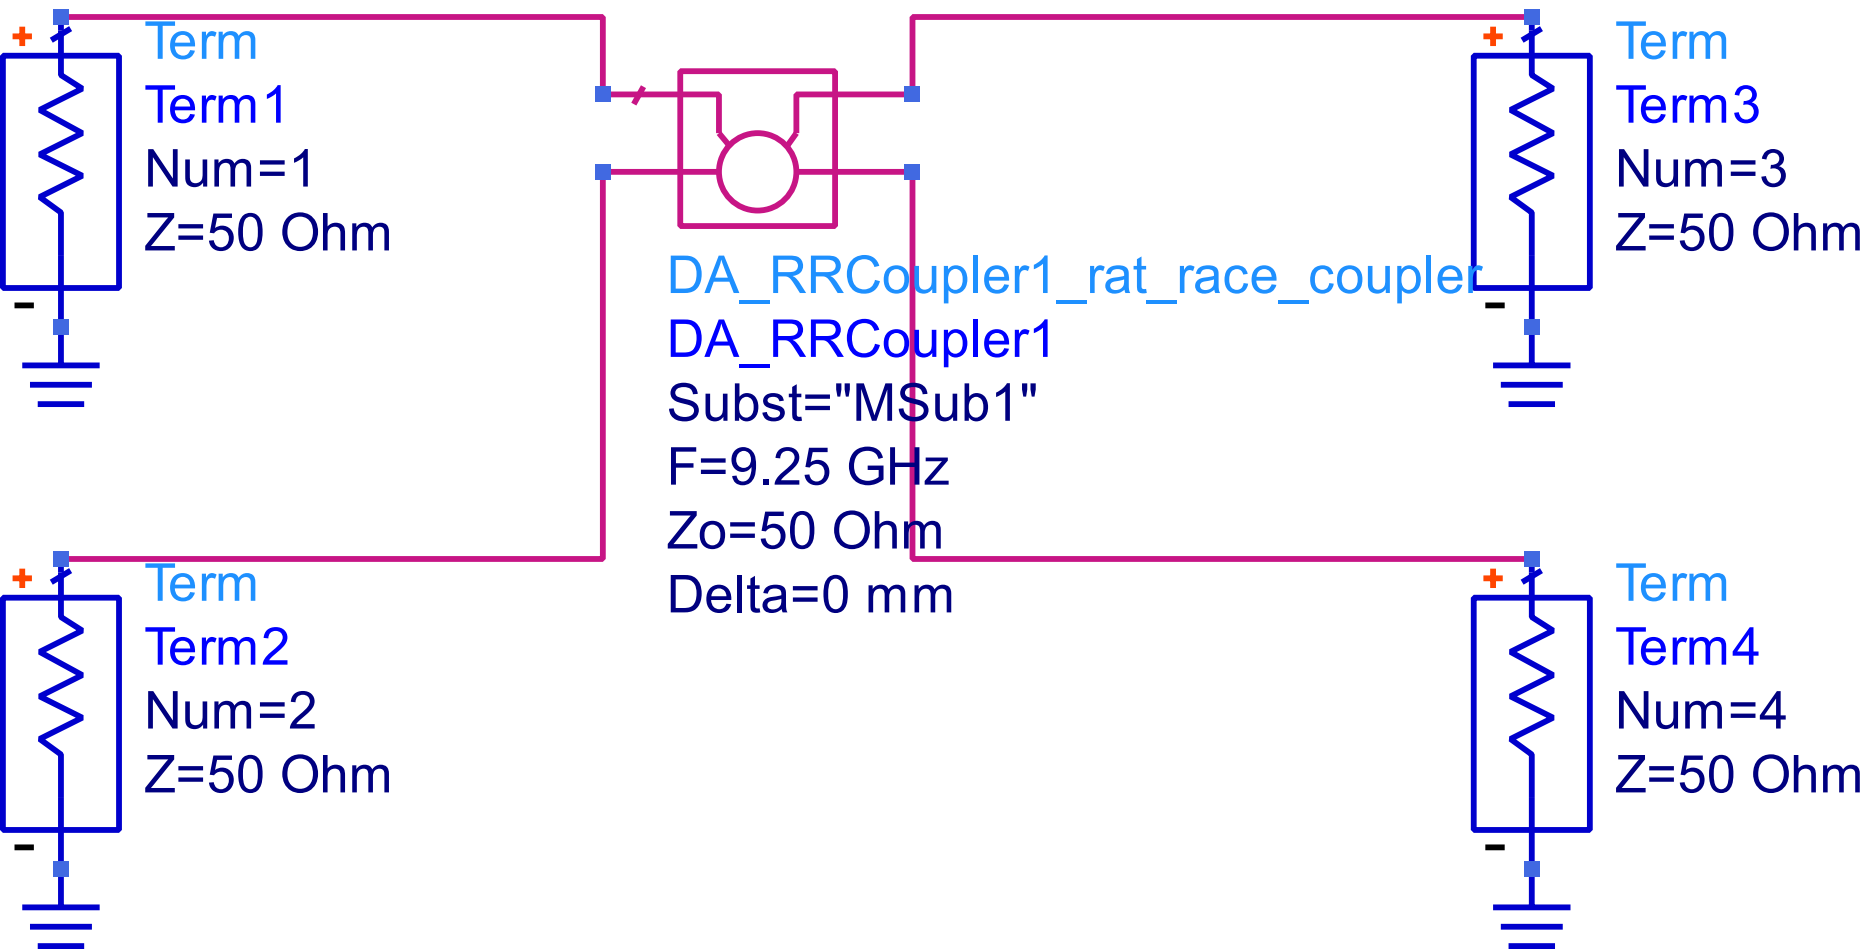 Term
Term1
Num=1
Z=50 Ohm
Term
Term3
Num=3
Z=50 Ohm
DA_RRCoupler1_rat_race_coupler
DA_RRCoupler1
Subst="MSub1"
F=9.25 GHz
Zo=50 Ohm
Delta=0 mm
Term
Term2
Num=2
Z=50 Ohm
Term
Term4
Num=4
Z=50 Ohm